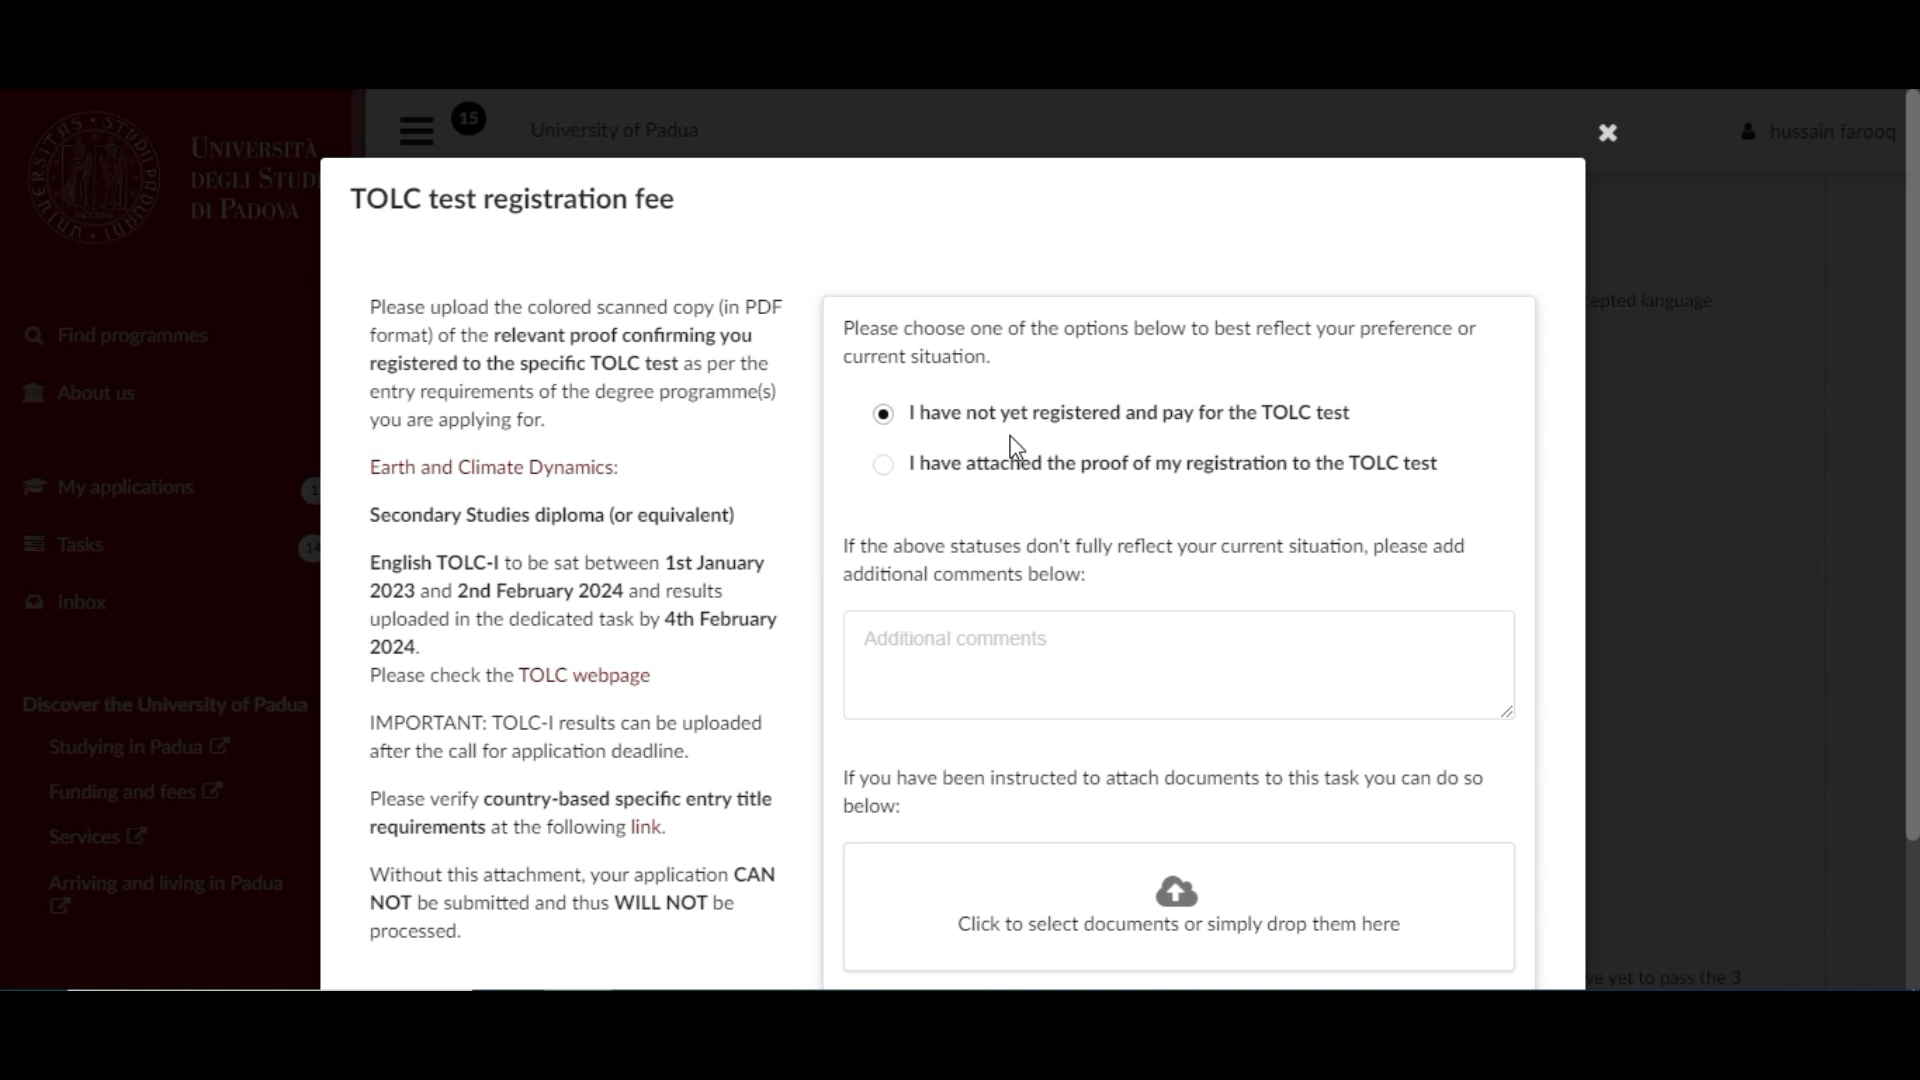 UNIVERSITÀ
DEGLI STUDI
DI PADOVA
15
University of Padua
hussain farooq
Find programmes
About us
My applications
Tasks
14
Inbox
Discover the University of Padua
Studying in Padua
Funding and fees
Services
Arriving and living in Padua
TOLC test registration fee
Please upload the colored scanned copy (in PDF
format) of the relevant proof confirming you
registered to the specific TOLC test as per the
entry requirements of the degree programme(s)
you are applying for.
Earth and Climate Dynamics:
Secondary Studies diploma (or equivalent)
English TOLC-I to be sat between 1st January
2023 and 2nd February 2024 and results
uploaded in the dedicated task by 4th February
2024.
Please check the TOLC webpage
IMPORTANT: TOLC-I results can be uploaded
after the call for application deadline.
Please verify country-based specific entry title
requirements at the following link.
Without this attachment, your application CAN
NOT be submitted and thus WILL NOT be
processed.
Please choose one of the options below to best reflect your preference or
current situation.
I have not yet registered and pay for the TOLC test
I have attached the proof of my registration to the TOLC test
If the above statuses don't fully reflect your current situation, please add
additional comments below:
Additional comments
If you have been instructed to attach documents to this task you can do so
below:
Click to select documents or simply drop them here
cepted language
ve yet to pass the 3